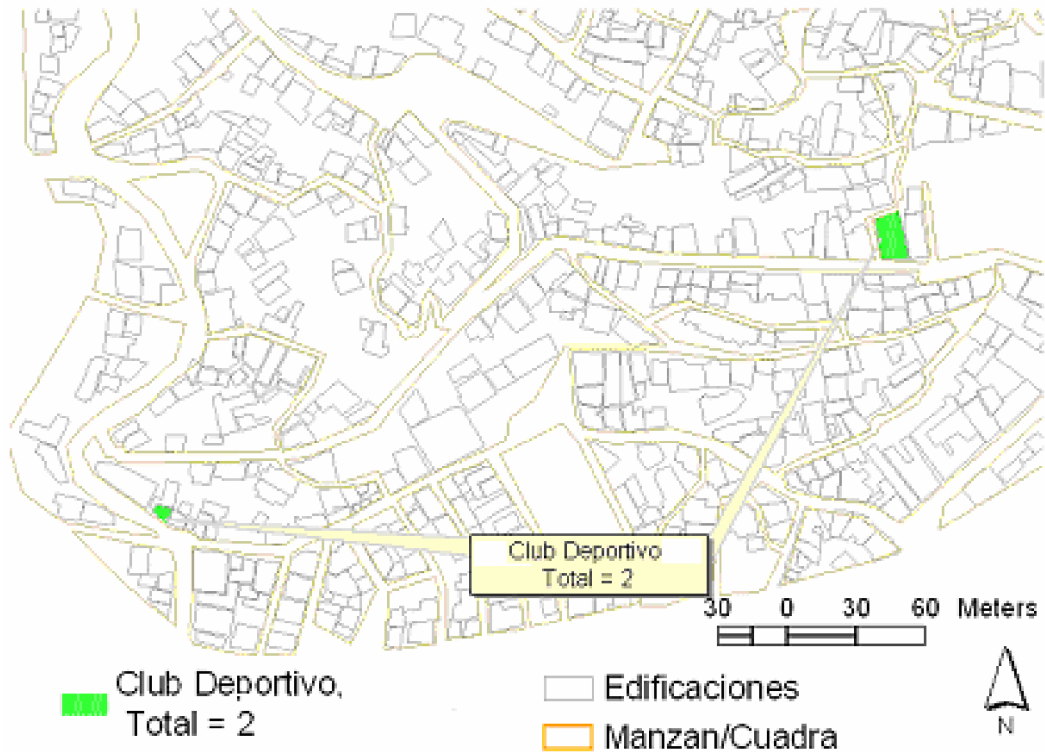 Club Deportivo
Total = 2
30 0 30 60 Meters
Club Deportivo,
Total = 2
Edificaciones
Manzan/Cuadra
N